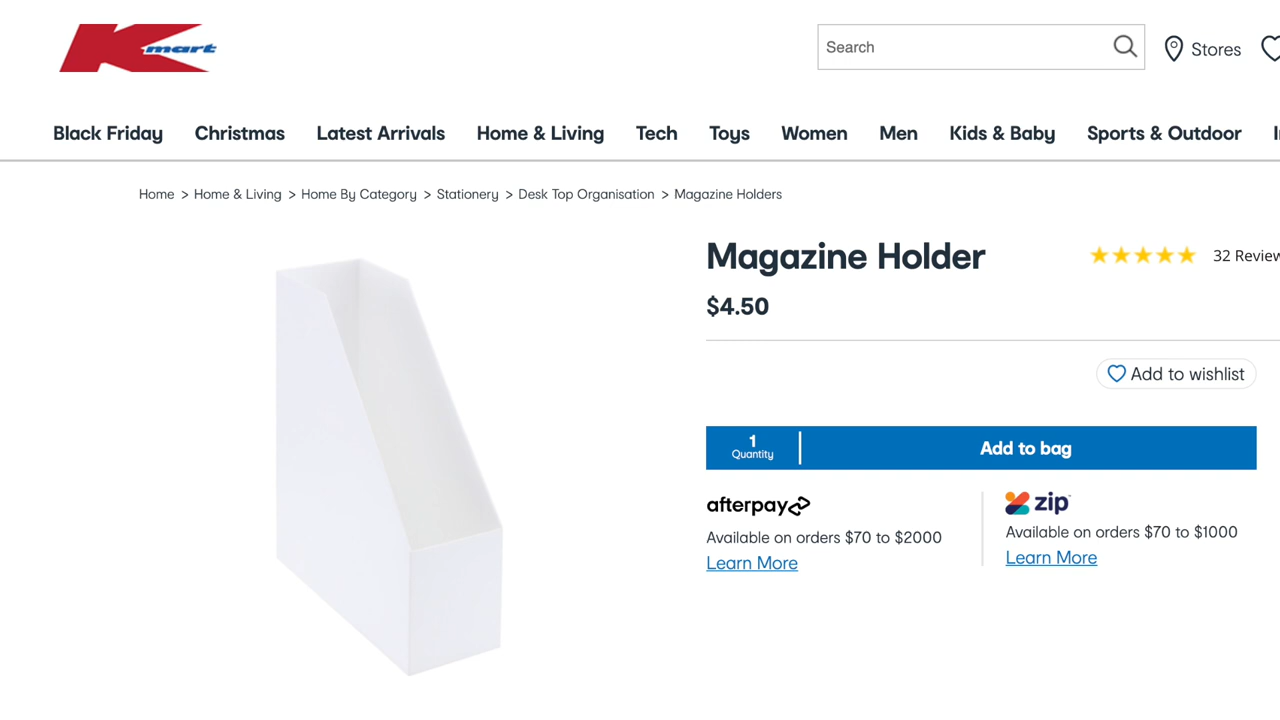 Kmart
Search
Stores
Black Friday Christmas Latest Arrivals Home & Living Tech Toys Women Men Kids & Baby Sports & Outdoor
Home > Home & Living > Home By Category > Stationery > Desk Top Organisation > Magazine Holders
Magazine Holder
32
$4.50
Add to wishlist
1
Quantity
Add to bag
afterpay
Available on orders $70 to $2000
Learn More
zip
Available on orders $70 to $1000
Learn More